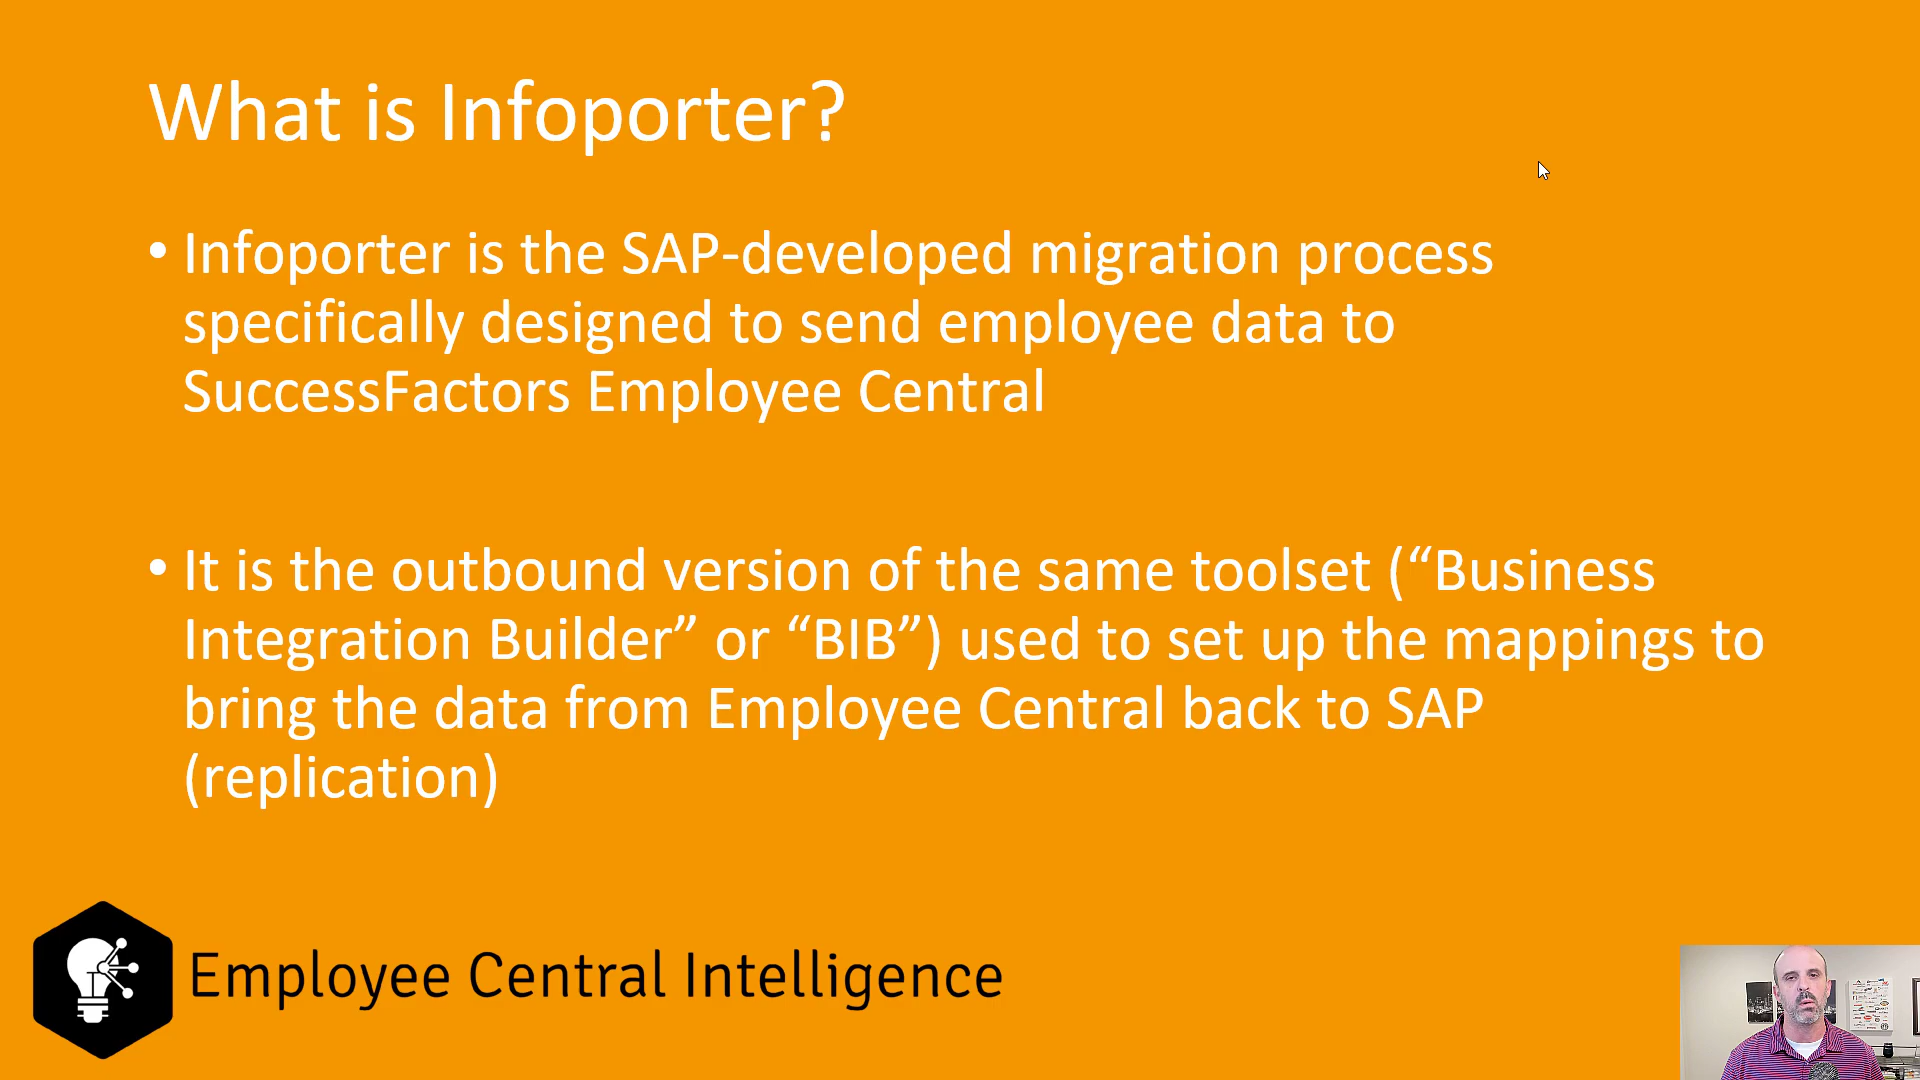 What is Infoporter?
• Infoporter is the SAP-developed migration process
specifically designed to send employee data to
SuccessFactors Employee Central
• It is the outbound version of the same toolset (“Business
Integration Builder” or “BIB”) used to set up the mappings to
bring the data from Employee Central back to SAP
(replication)
Employee Central Intelligence